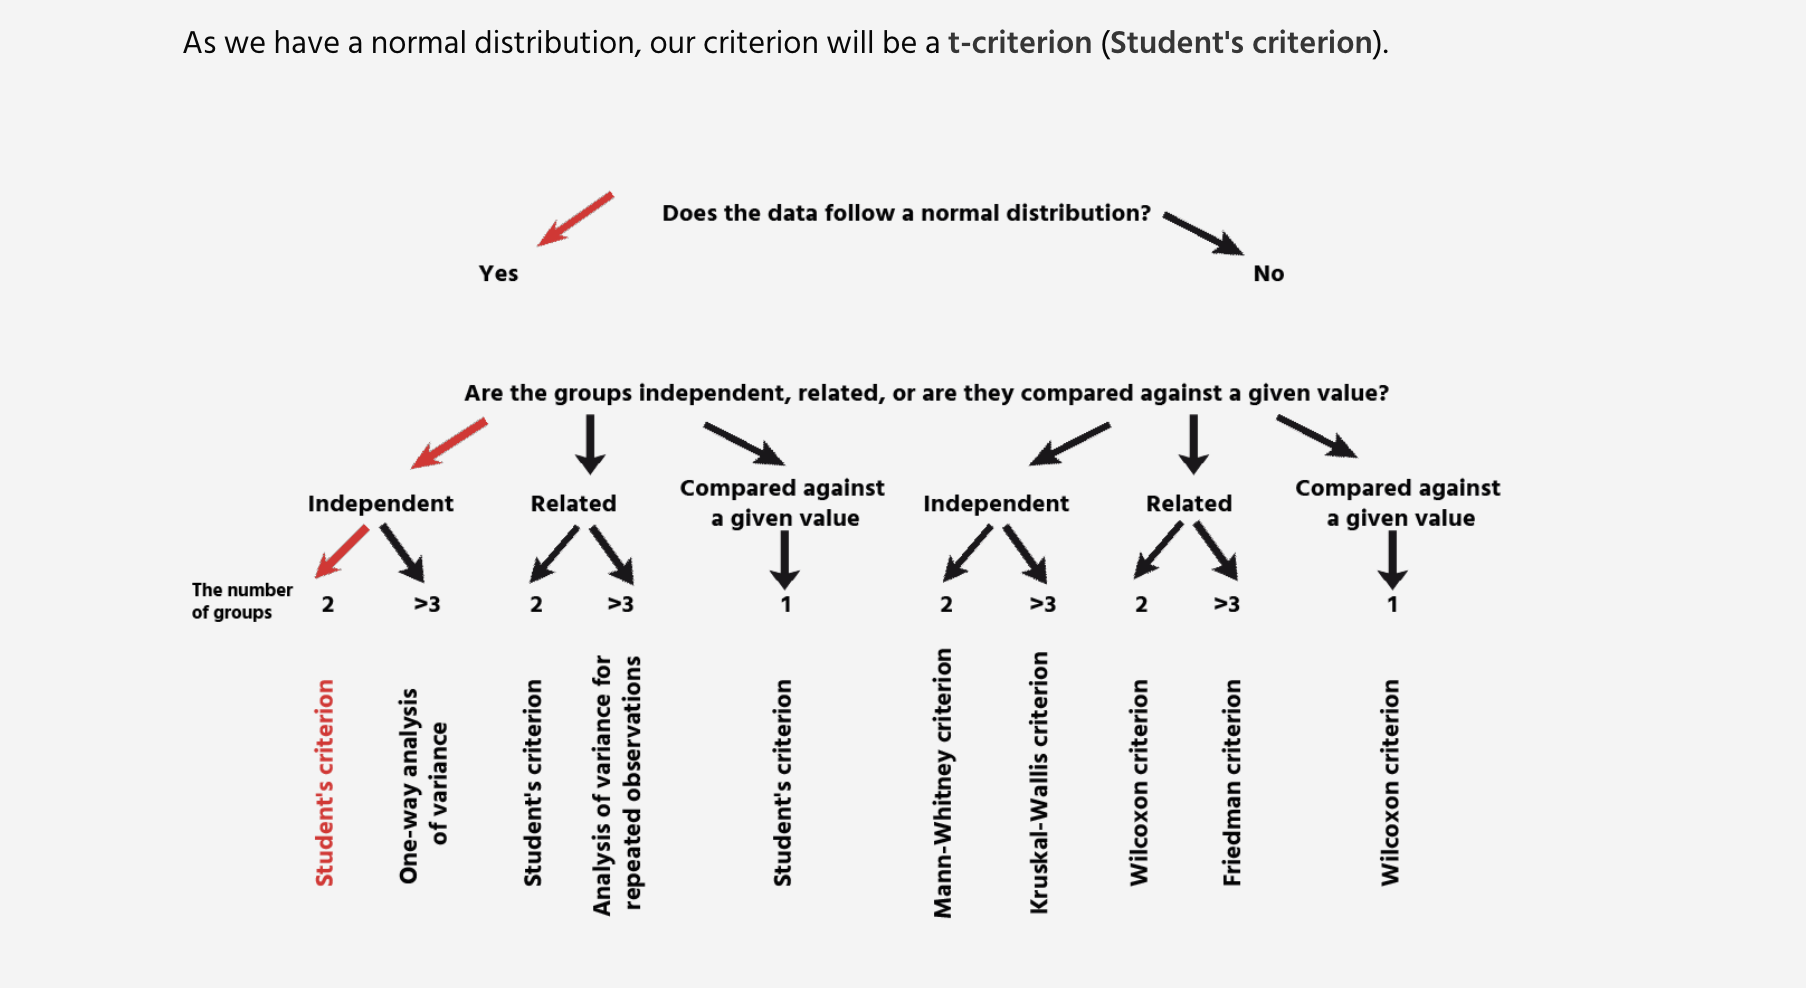 As we have a normal distribution, our criterion will be a t-criterion (Student's criterion).
Does the data follow a normal distribution?
Yes
No
Are the groups independent, related, or are they compared against a given value?
Independent
Related
Compared against
a given value
Independent
Related
Compared against
a given value
The number
of groups
2
>3
2
>3
1
2
>3
2
>3
1
Student's criterion
One-way analysis
of variance
Student's criterion
Analysis of variance for
repeated observations
Student's criterion
Mann-Whitney criterion
Kruskal-Wallis criterion
Wilcoxon criterion
Friedman criterion
Wilcoxon criterion